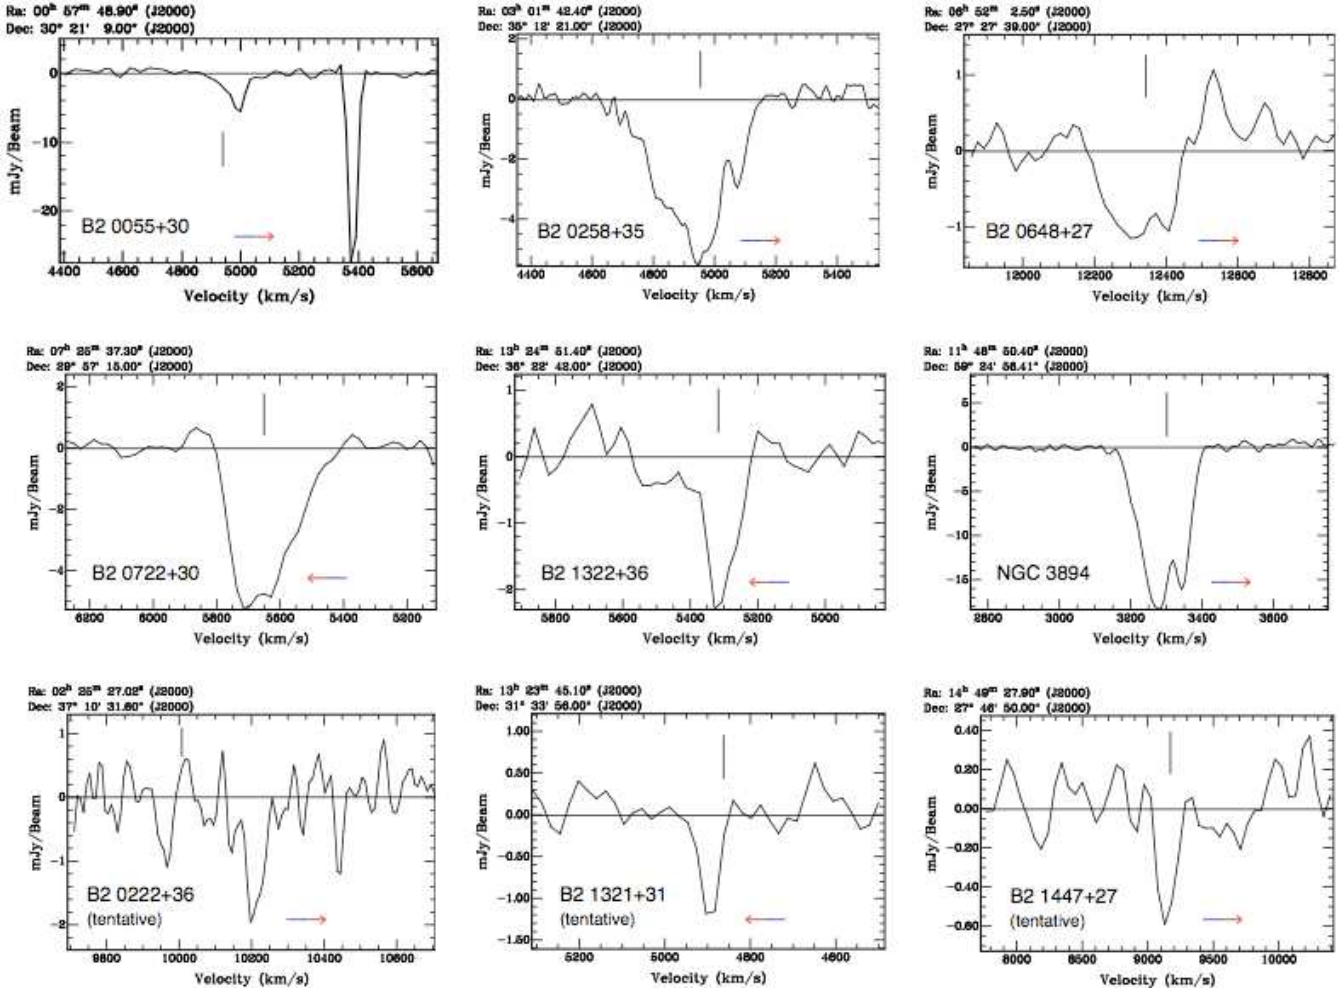 Ra: 00ʰ 57ᵐ 48.90ˢ (J2000)
Dec: 30° 21' 9.00" (J2000)
mJy/Beam
0
-10
-20
B2 0055+30
4400 4600 4800 5000 5200 5400 5600
Velocity (km/s)
Ra: 03ʰ 01ᵐ 42.40ˢ (J2000)
Dec: 35° 12' 21.00" (J2000)
mJy/Beam
2
0
-2
-4
B2 0258+35
4400 4600 4800 5000 5200 5400
Velocity (km/s)
Ra: 06ʰ 52ᵐ 2.50ˢ (J2000)
Dec: 27° 27' 39.00" (J2000)
mJy/Beam
1
0
-1
B2 0648+27
12000 12200 12400 12600 12800
Velocity (km/s)
Ra: 07ʰ 25ᵐ 37.30ˢ (J2000)
Dec: 29° 57' 15.00" (J2000)
mJy/Beam
2
0
-2
-4
B2 0722+30
6200 6000 5800 5600 5400 5200
Velocity (km/s)
Ra: 13ʰ 24ᵐ 51.40ˢ (J2000)
Dec: 36° 22' 42.00" (J2000)
mJy/Beam
1
0
-1
-2
B2 1322+36
5800 5600 5400 5200 5000
Velocity (km/s)
Ra: 11ʰ 48ᵐ 50.40ˢ (J2000)
Dec: 59° 24' 56.41" (J2000)
mJy/Beam
5
0
-5
-10
-15
NGC 3894
2800 3000 3200 3400 3600
Velocity (km/s)
Ra: 02ʰ 25ᵐ 27.02ˢ (J2000)
Dec: 37° 10' 31.60" (J2000)
mJy/Beam
1
0
-1
-2
B2 0222+36
(tentative)
9800 10000 10200 10400 10600
Velocity (km/s)
Ra: 13ʰ 23ᵐ 45.10ˢ (J2000)
Dec: 31° 33' 56.00" (J2000)
mJy/Beam
1.00
0.50
0.00
-0.50
-1.00
-1.50
B2 1321+31
(tentative)
5200 5000 4800 4600
Velocity (km/s)
Ra: 14ʰ 49ᵐ 27.90ˢ (J2000)
Dec: 27° 46' 50.00" (J2000)
mJy/Beam
0.40
0.20
0.00
-0.20
-0.40
-0.60
B2 1447+27
(tentative)
8000 8500 9000 9500 10000
Velocity (km/s)